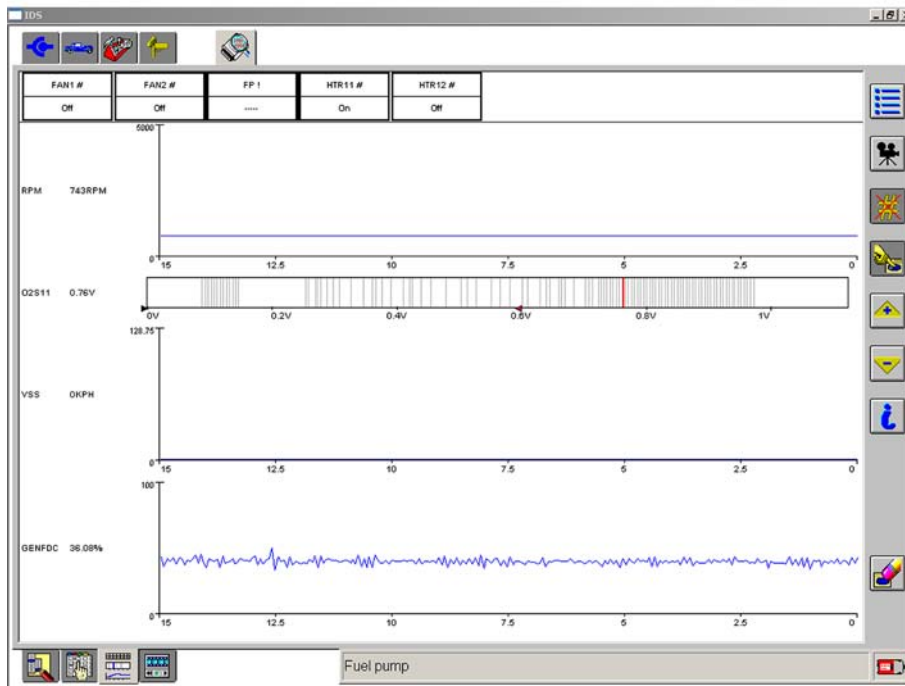 IDS
FAN1 # FAN2 # FP ! HTR11 # HTR12 #
Off Off ----- On Off
5000
RPM 743RPM
0
15 12.5 10 7.5 5 2.5 0
O2S11 0.76V
0V 0.2V 0.4V 0.6V 0.8V 1V
128.75
VSS 0KPH
0
15 12.5 10 7.5 5 2.5 0
100
GENFDC 36.08%
0
15 12.5 10 7.5 5 2.5 0
Fuel pump